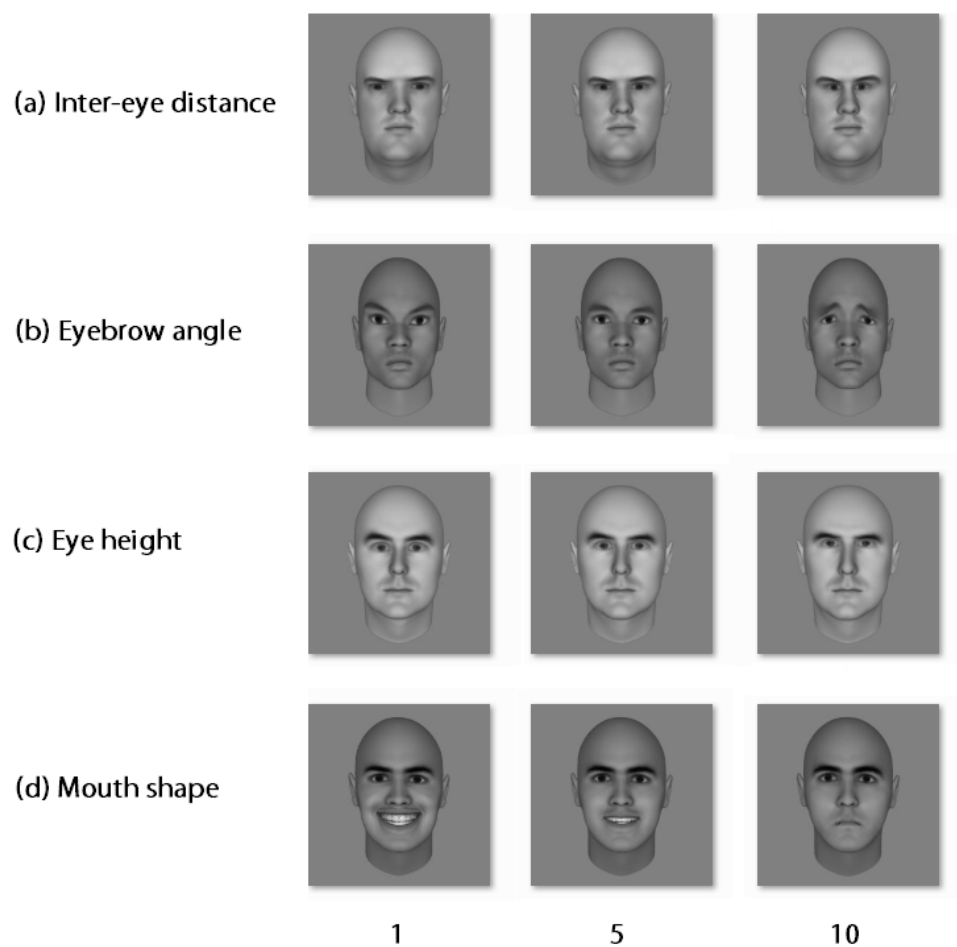 (a) Inter-eye distance
(b) Eyebrow angle
(c) Eye height
(d) Mouth shape
1 5 10